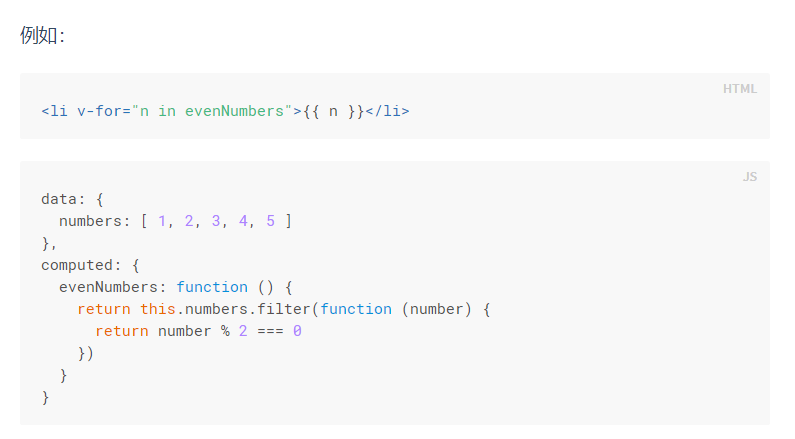 例如：
HTML
<li v-for="n in evenNumbers">{{ n }}</li>
JS
data: {
  numbers: [ 1, 2, 3, 4, 5 ]
},
computed: {
  evenNumbers: function () {
    return this.numbers.filter(function (number) {
      return number % 2 === 0
    })
  }
}